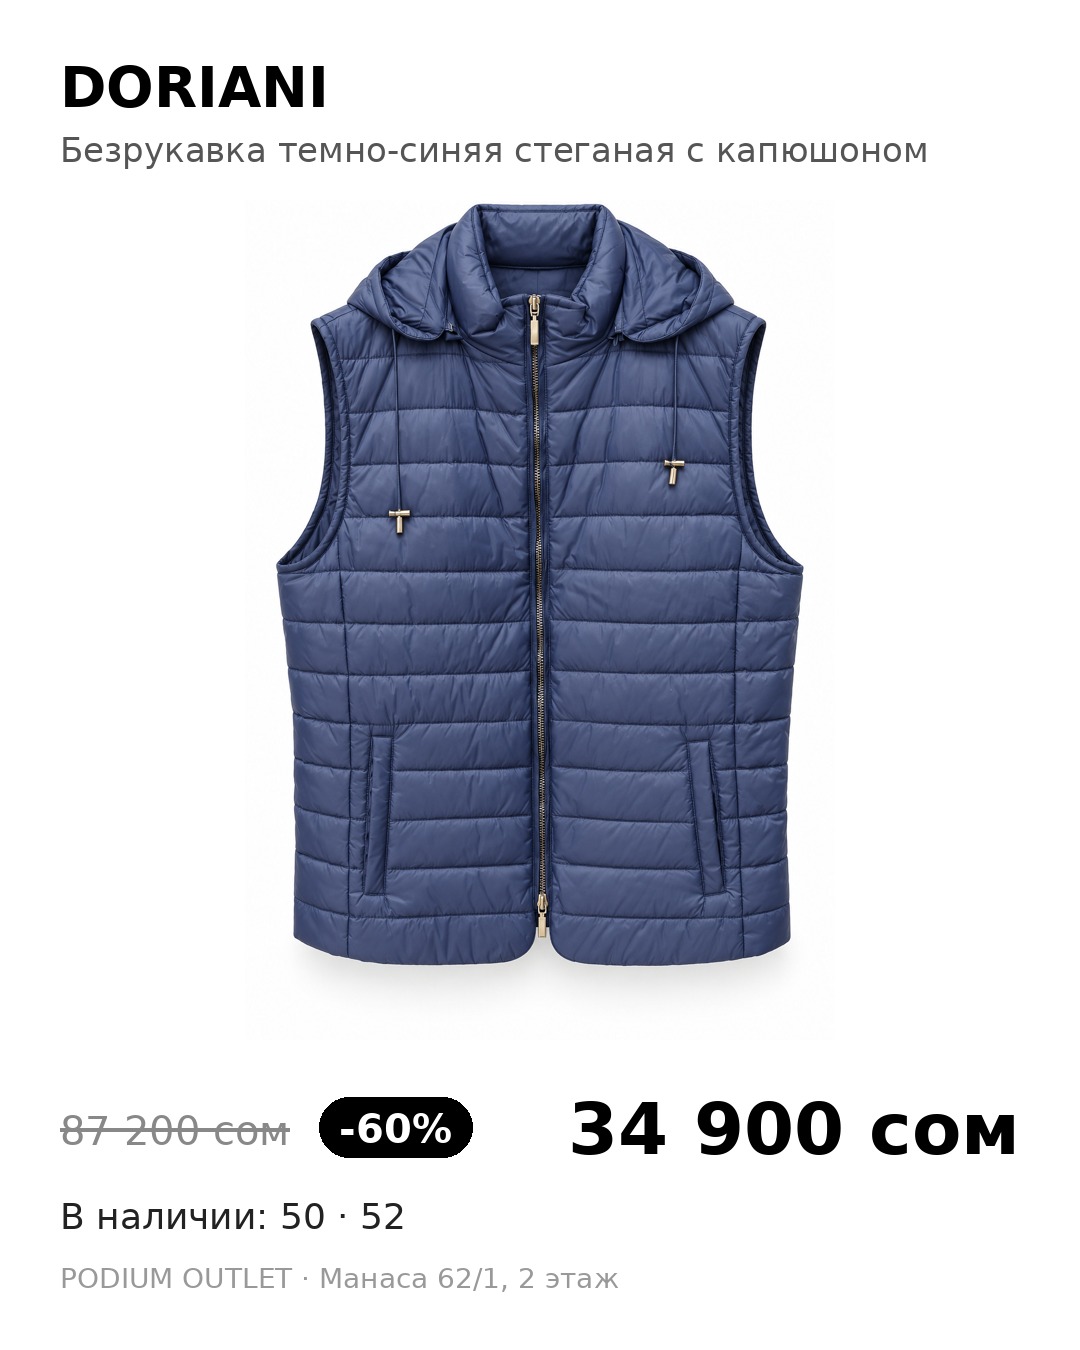 DORIANI
Безрукавка темно-синяя стеганая с капюшоном
87 200 сом -60% 34 900 сом
В наличии: 50 · 52
PODIUM OUTLET · Манаса 62/1, 2 этаж